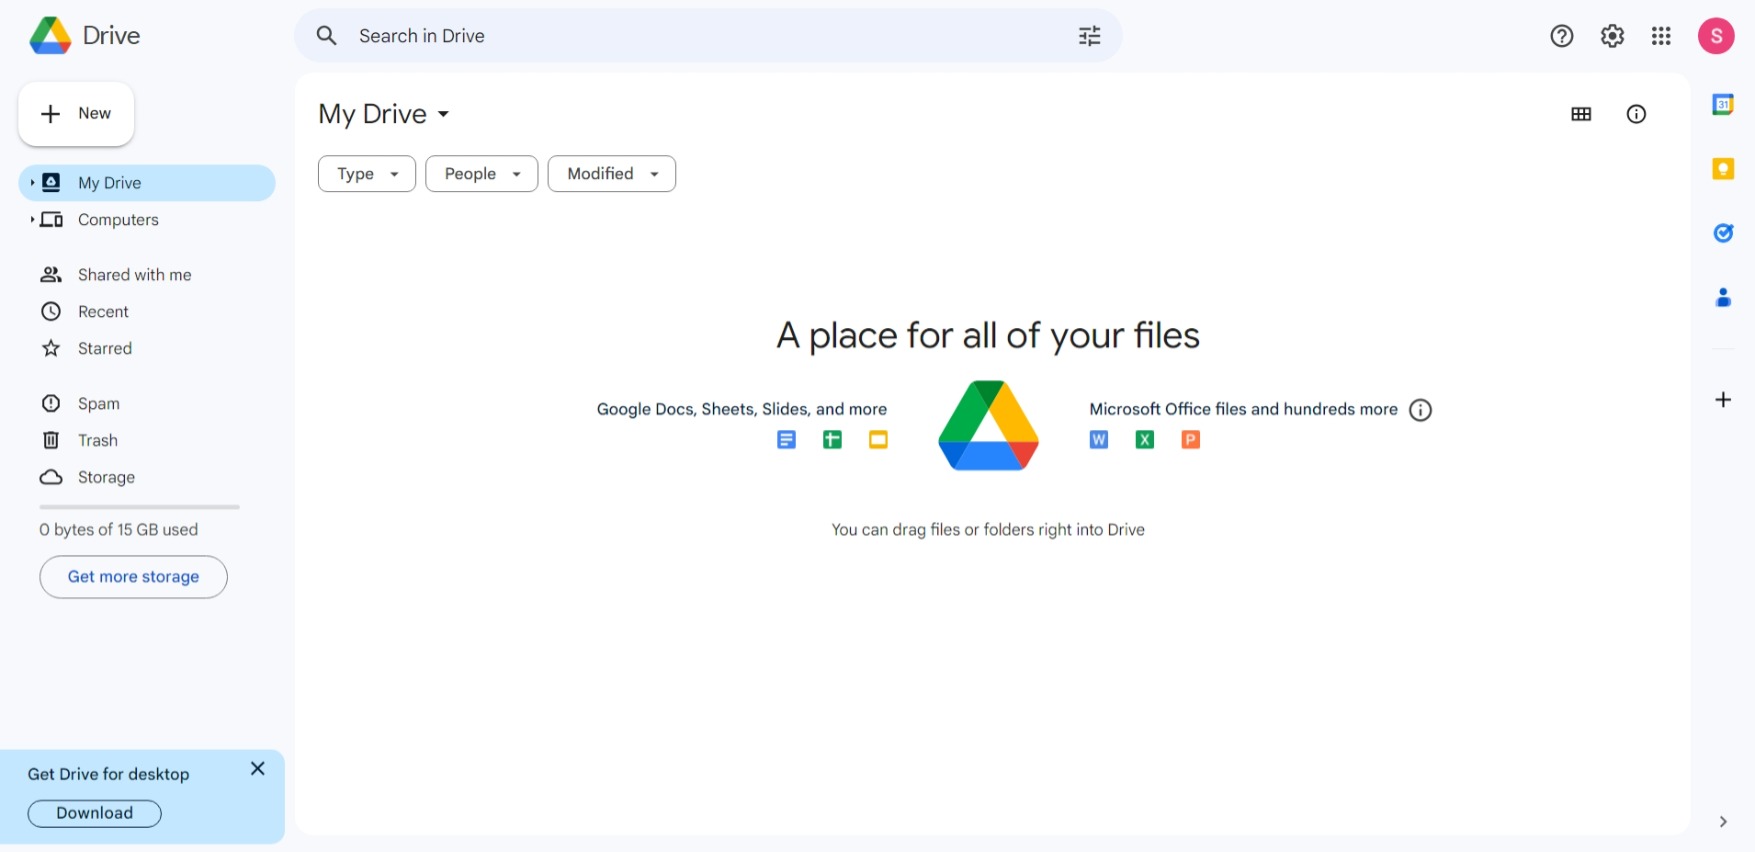 Drive
Search in Drive
S
New
My Drive
Computers
Shared with me
Recent
Starred
Spam
Trash
Storage
0 bytes of 15 GB used
Get more storage
Get Drive for desktop
Download
My Drive
Type
People
Modified
A place for all of your files
Google Docs, Sheets, Slides, and more
Microsoft Office files and hundreds more
W X P
You can drag files or folders right into Drive
31